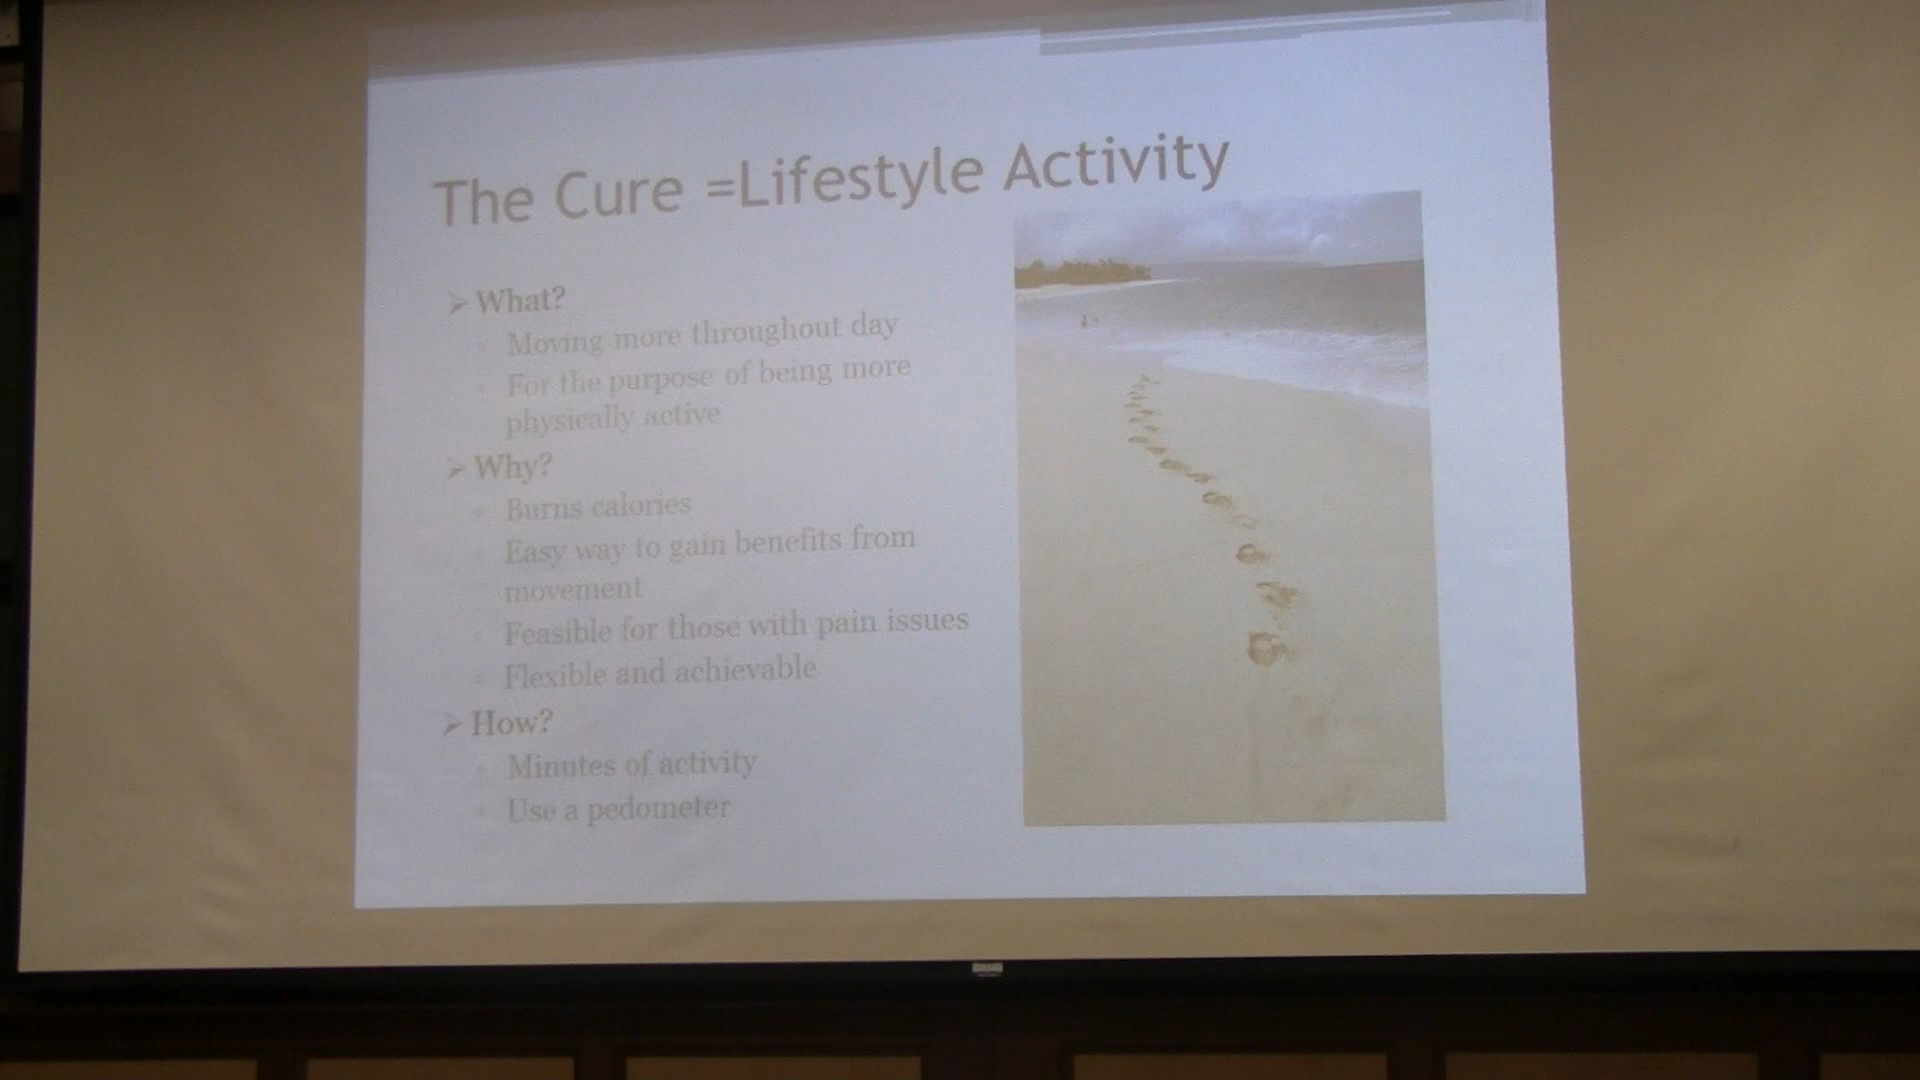 The Cure =Lifestyle Activity
➢ What?
◦ Moving more throughout day
◦ For the purpose of being more
physically active
➢ Why?
◦ Burns calories
◦ Easy way to gain benefits from
movement
◦ Feasible for those with pain issues
◦ Flexible and achievable
➢ How?
◦ Minutes of activity
◦ Use a pedometer